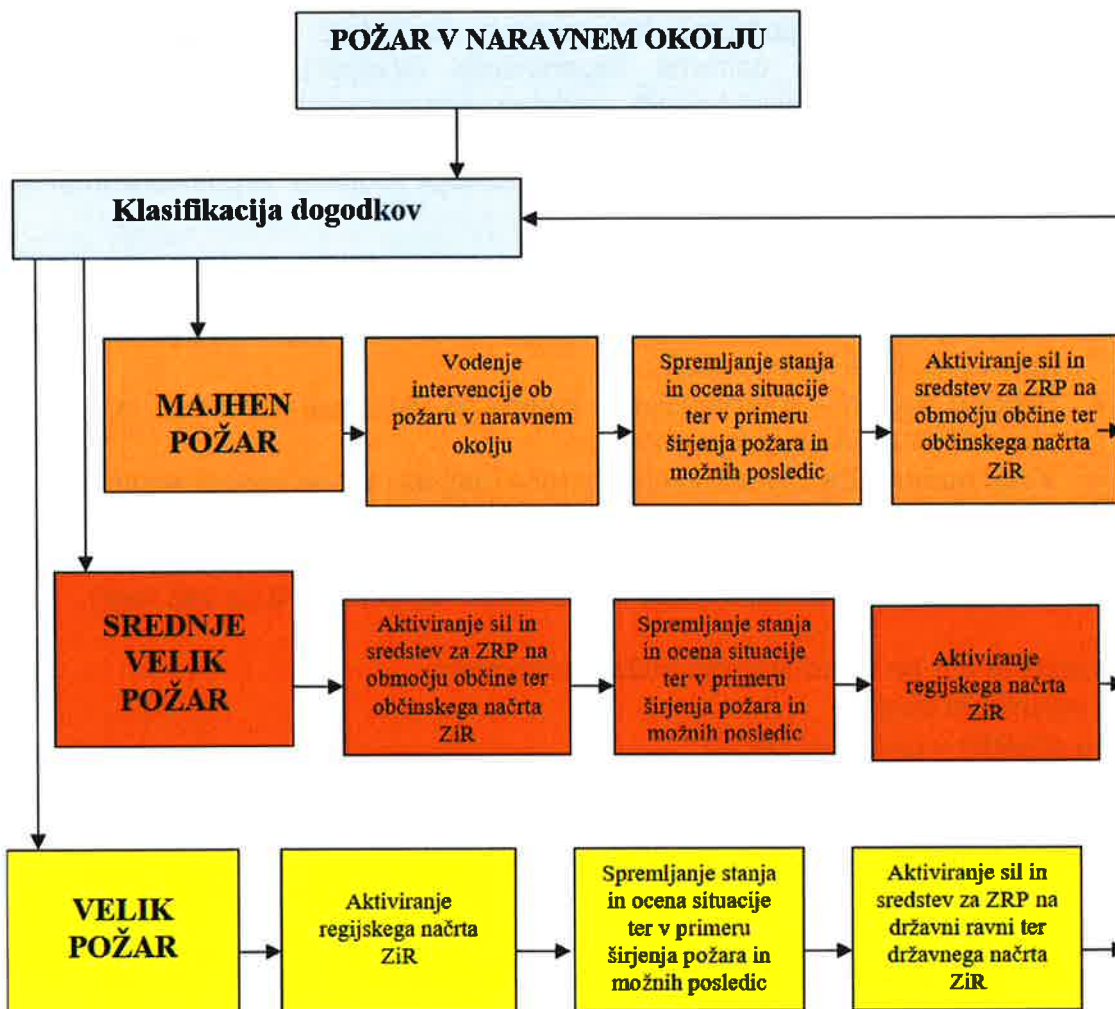 POŽAR V NARAVNEM OKOLJU
Klasifikacija dogodkov
MAJHEN
POŽAR
Vodenje
intervencije ob
požaru v naravnem
okolju
Spremljanje stanja
in ocena situacije
ter v primeru
širjenja požara in
možnih posledic
Aktiviranje sil in
sredstev za ZRP na
območju občine ter
občinskega načrta
ZiR
SREDNJE
VELIK
POŽAR
Aktiviranje sil in
sredstev za ZRP na
območju občine ter
občinskega načrta
ZiR
Spremljanje stanja
in ocena situacije
ter v primeru
širjenja požara in
možnih posledic
Aktiviranje
regijskega načrta
ZiR
VELIK
POŽAR
Aktiviranje
regijskega načrta
ZiR
Spremljanje stanja
in ocena situacije
ter v primeru
širjenja požara in
možnih posledic
Aktiviranje sil in
sredstev za ZRP na
državni ravni ter
državnega načrta
ZiR